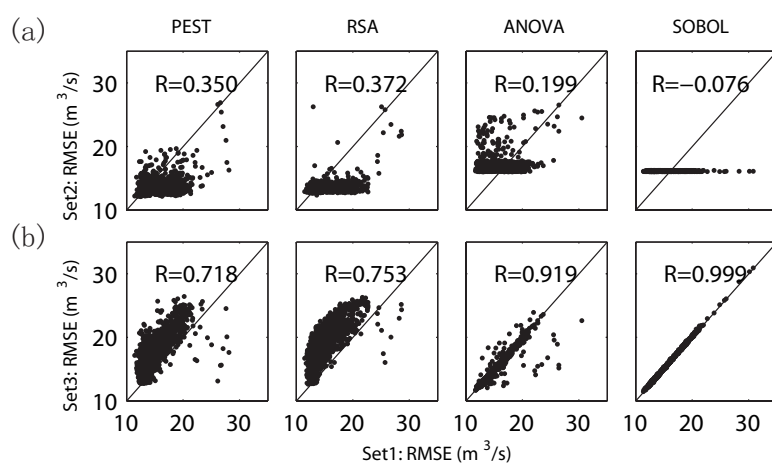 (a)
PEST RSA ANOVA SOBOL
Set2: RMSE (m³/s)
30
20
10
R=0.350 R=0.372 R=0.199 R=−0.076
(b)
Set3: RMSE (m³/s)
30
20
10
R=0.718 R=0.753 R=0.919 R=0.999
10 20 30 10 20 30 10 20 30 10 20 30
Set1: RMSE (m³/s)